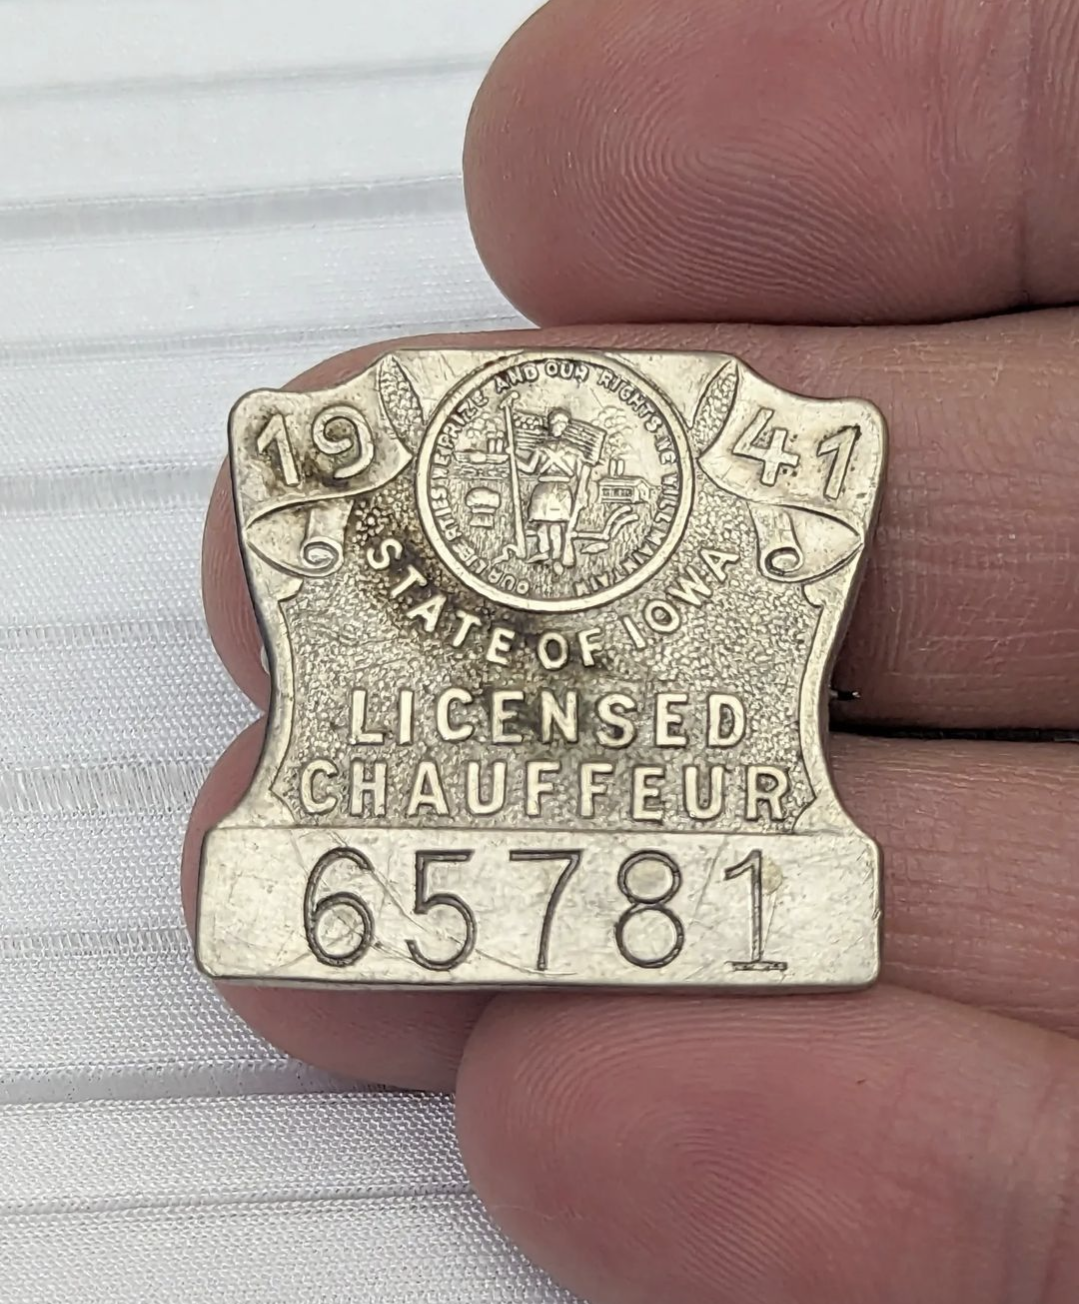 19 41
OUR LIBERTIES WE PRIZE AND OUR RIGHTS WE WILL MAINTAIN
STATE OF IOWA
LICENSED
CHAUFFEUR
65781